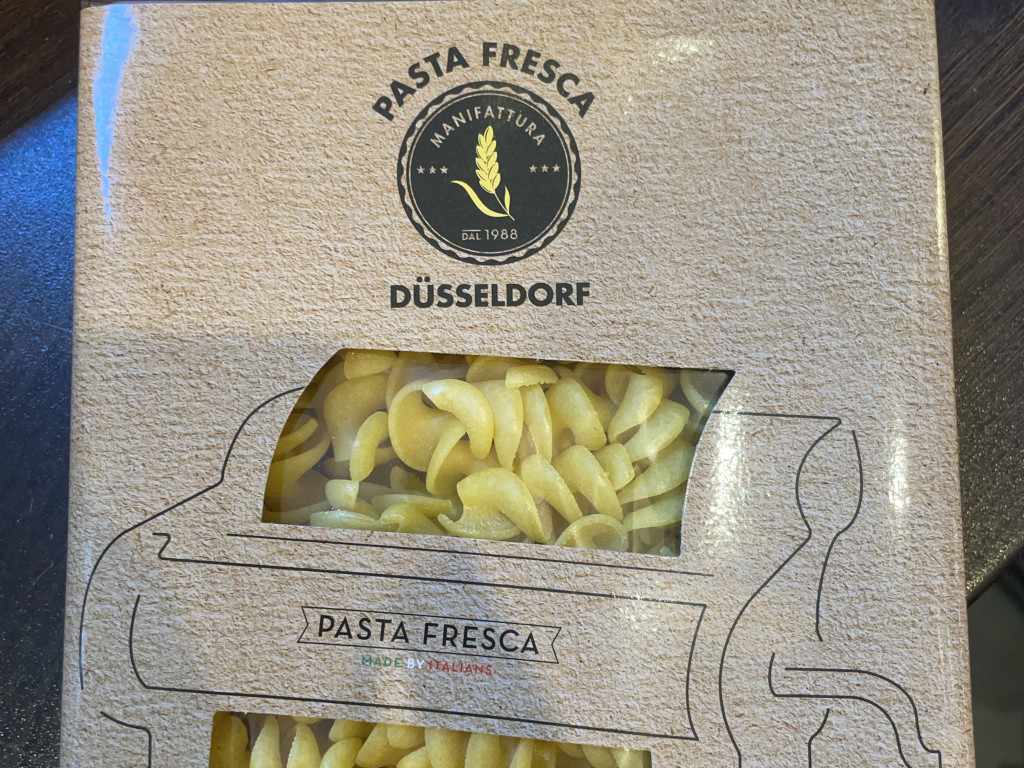 PASTA FRESCA
MANIFATTURA
DAL 1988
DÜSSELDORF
PASTA FRESCA
MADE BY ITALIANS